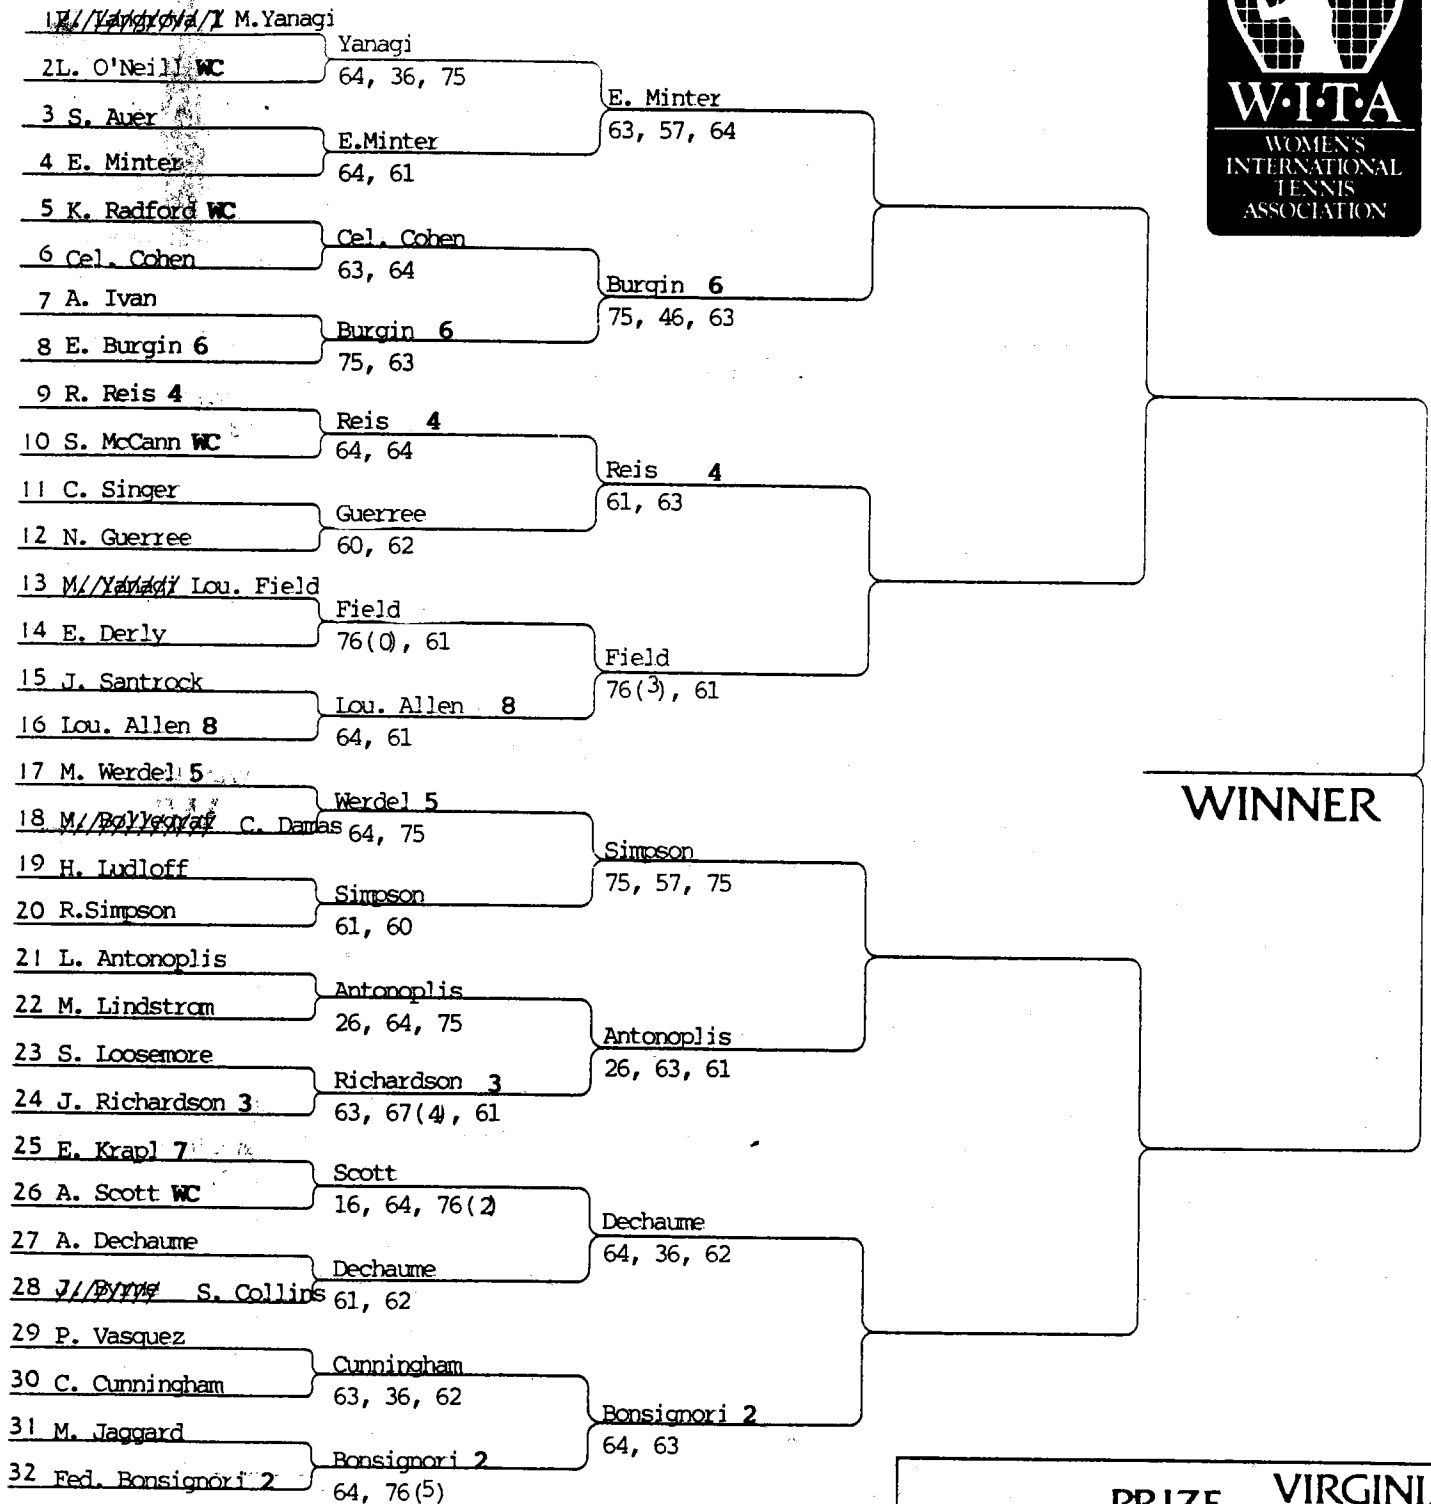 1 M.Yanagi
2 L. O'Neill WC
3 S. Auer
4 E. Minter
5 K. Radford WC
6 Cel. Cohen
7 A. Ivan
8 E. Burgin 6
9 R. Reis 4
10 S. McCann WC
11 C. Singer
12 N. Guerree
13 M. Yanagi Lou. Field
14 E. Derly
15 J. Santrock
16 Lou. Allen 8
17 M. Werdel 5
18 M. Bollegraf C. Damas
19 H. Ludloff
20 R.Simpson
21 L. Antonoplis
22 M. Lindstrom
23 S. Loosemore
24 J. Richardson 3
25 E. Krapl 7
26 A. Scott WC
27 A. Dechaume
28 J. Byrne S. Collins
29 P. Vasquez
30 C. Cunningham
31 M. Jaggard
32 Fed. Bonsignori 2
Yanagi
64, 36, 75
E.Minter
64, 61
Cel. Cohen
63, 64
Burgin 6
75, 63
Reis 4
64, 64
Guerree
60, 62
Field
76(0), 61
Lou. Allen 8
64, 61
Werdel 5
64, 75
Simpson
61, 60
Antonoplis
26, 64, 75
Richardson 3
63, 67(4), 61
Scott
16, 64, 76(2)
Dechaume
61, 62
Cunningham
63, 36, 62
Bonsignori 2
64, 76(5)
E. Minter
63, 57, 64
Burgin 6
75, 46, 63
Reis 4
61, 63
Field
76(3), 61
Simpson
75, 57, 75
Antonoplis
26, 63, 61
Dechaume
64, 36, 62
Bonsignori 2
64, 63
W·I·T·A
WOMEN'S
INTERNATIONAL
TENNIS
ASSOCIATION
WINNER
VIRGINI
PRIZE